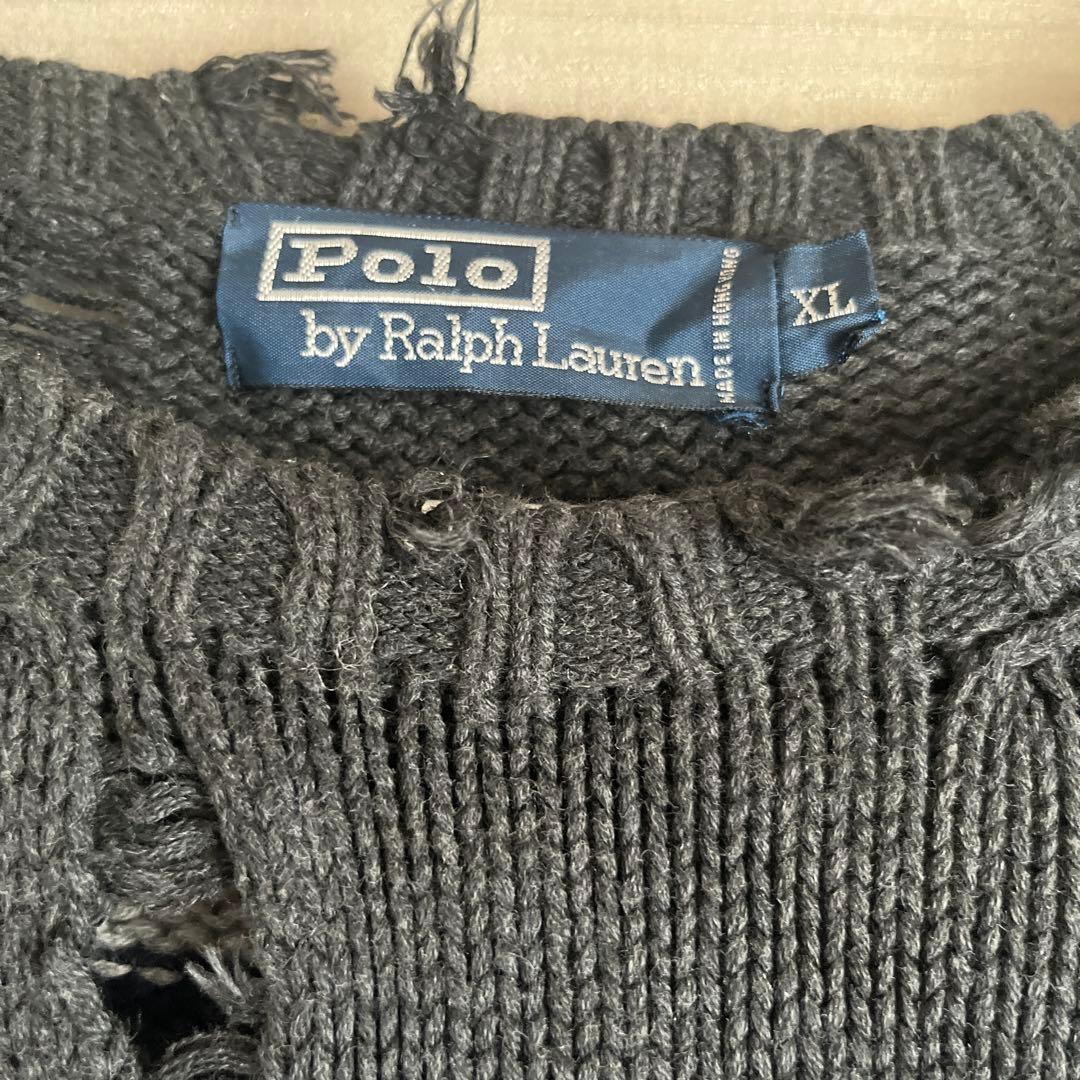 Polo
by Ralph Lauren
MADE IN HONG KONG
XL